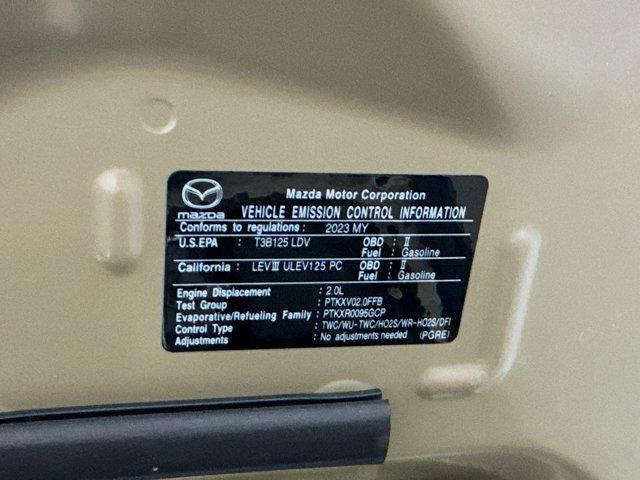 Mazda Motor Corporation
mazda VEHICLE EMISSION CONTROL INFORMATION
Conforms to regulations : 2023 MY
U.S.EPA : T3B125 LDV OBD : II
Fuel : Gasoline
California : LEVⅢ ULEV125 PC OBD : II
Fuel : Gasoline
Engine Displacement : 2.0L
Test Group : PTKXV02.0FFB
Evaporative/Refueling Family : PTKXR0095GCP
Control Type : TWC/WU-TWC/HO2S/WR-HO2S/DFI
Adjustments : No adjustments needed (PGRE)